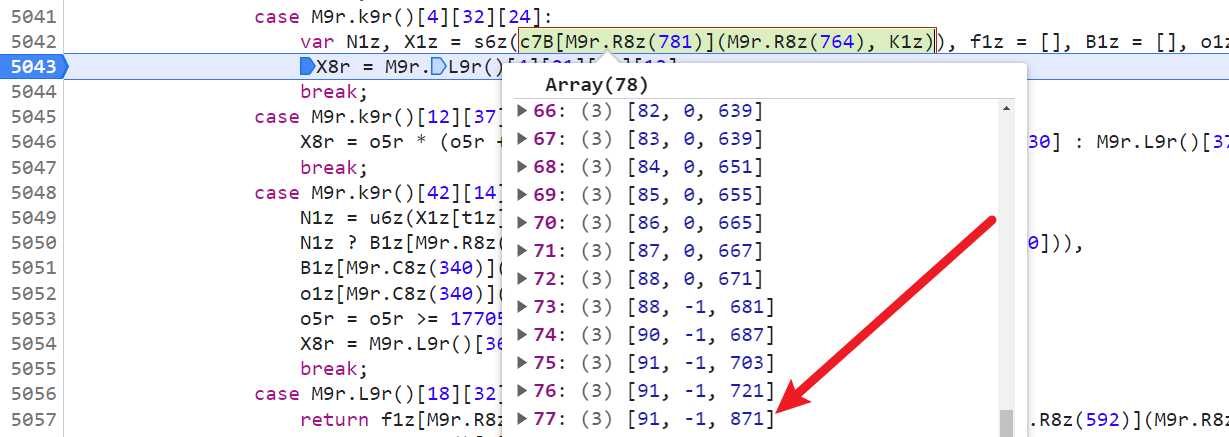 5041 case M9r.k9r()[4][32][24]:
5042 var N1z, X1z = s6z(c7B[M9r.R8z(781)](M9r.R8z(764), K1z)), f1z = [], B1z = [], o1z
5043 X8r = M9r.L9r()
Array(78)
5044 break;
66: (3) [82, 0, 639]
5045 case M9r.k9r()[12][37]
67: (3) [83, 0, 639]
5046 X8r = o5r * (o5r + 30] : M9r.L9r()[37
68: (3) [84, 0, 651]
5047 break;
69: (3) [85, 0, 655]
5048 case M9r.k9r()[42][14]
70: (3) [86, 0, 665]
5049 N1z = u6z(X1z[t1z]
71: (3) [87, 0, 667]
5050 N1z ? B1z[M9r.R8z( 0])),
72: (3) [88, 0, 671]
5051 B1z[M9r.C8z(340)](
73: (3) [88, -1, 681]
5052 o1z[M9r.C8z(340)](
74: (3) [90, -1, 687]
5053 o5r = o5r >= 17705
75: (3) [91, -1, 703]
5054 X8r = M9r.L9r()[36
5055 break;
76: (3) [91, -1, 721]
5056 case M9r.L9r()[18][32]
77: (3) [91, -1, 871]
5057 return f1z[M9r.R8z .R8z(592)](M9r.R8z